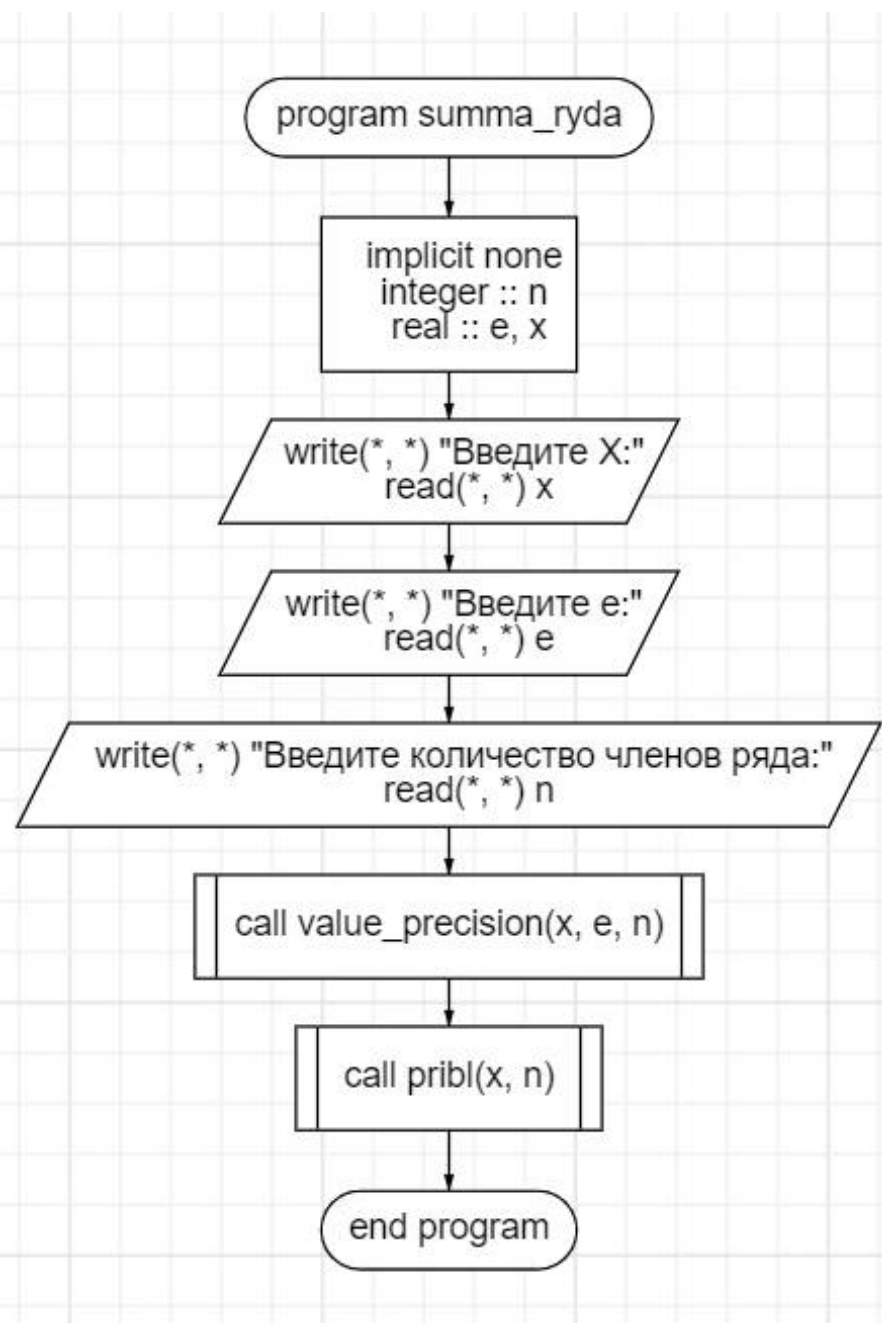 program summa_ryda
implicit none
integer :: n
real :: e, x
write(*, *) "Введите X:"
read(*, *) x
write(*, *) "Введите e:"
read(*, *) e
write(*, *) "Введите количество членов ряда:"
read(*, *) n
call value_precision(x, e, n)
call pribl(x, n)
end program